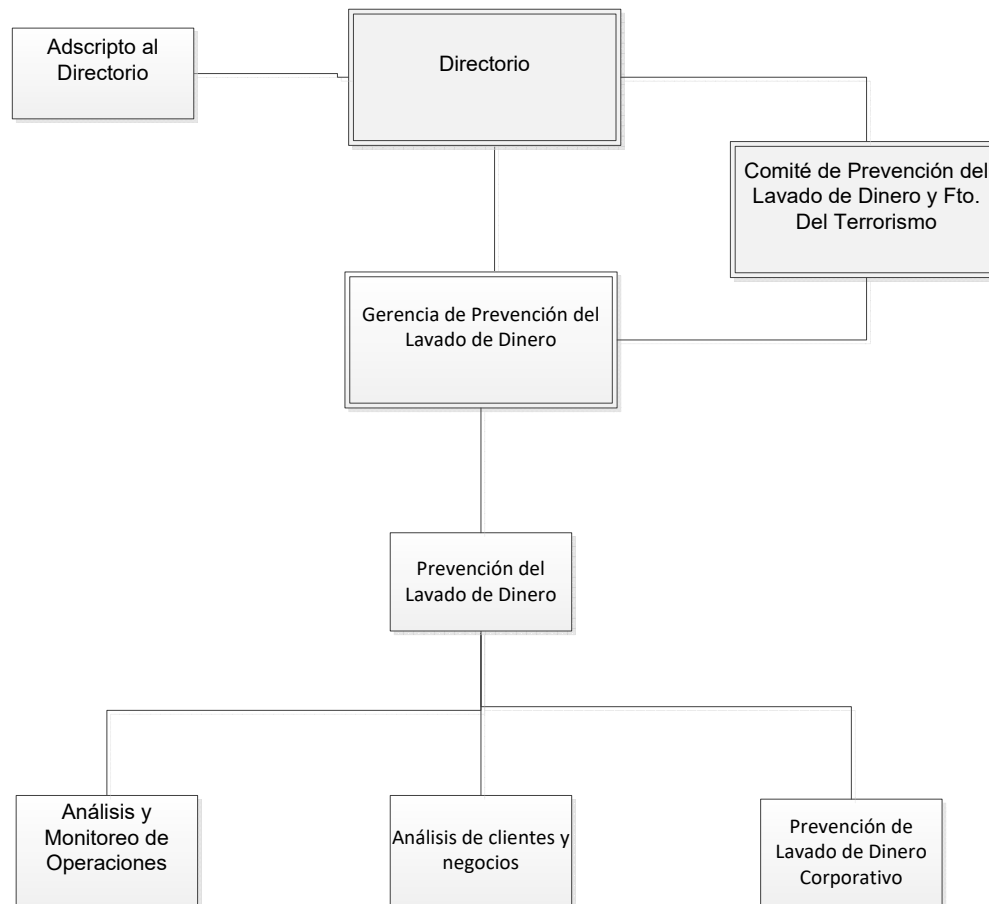 Adscripto al
Directorio
Directorio
Comité de Prevención del
Lavado de Dinero y Fto.
Del Terrorismo
Gerencia de Prevención del
Lavado de Dinero
Prevención del
Lavado de Dinero
Análisis y
Monitoreo de
Operaciones
Análisis de clientes y
negocios
Prevención de
Lavado de Dinero
Corporativo